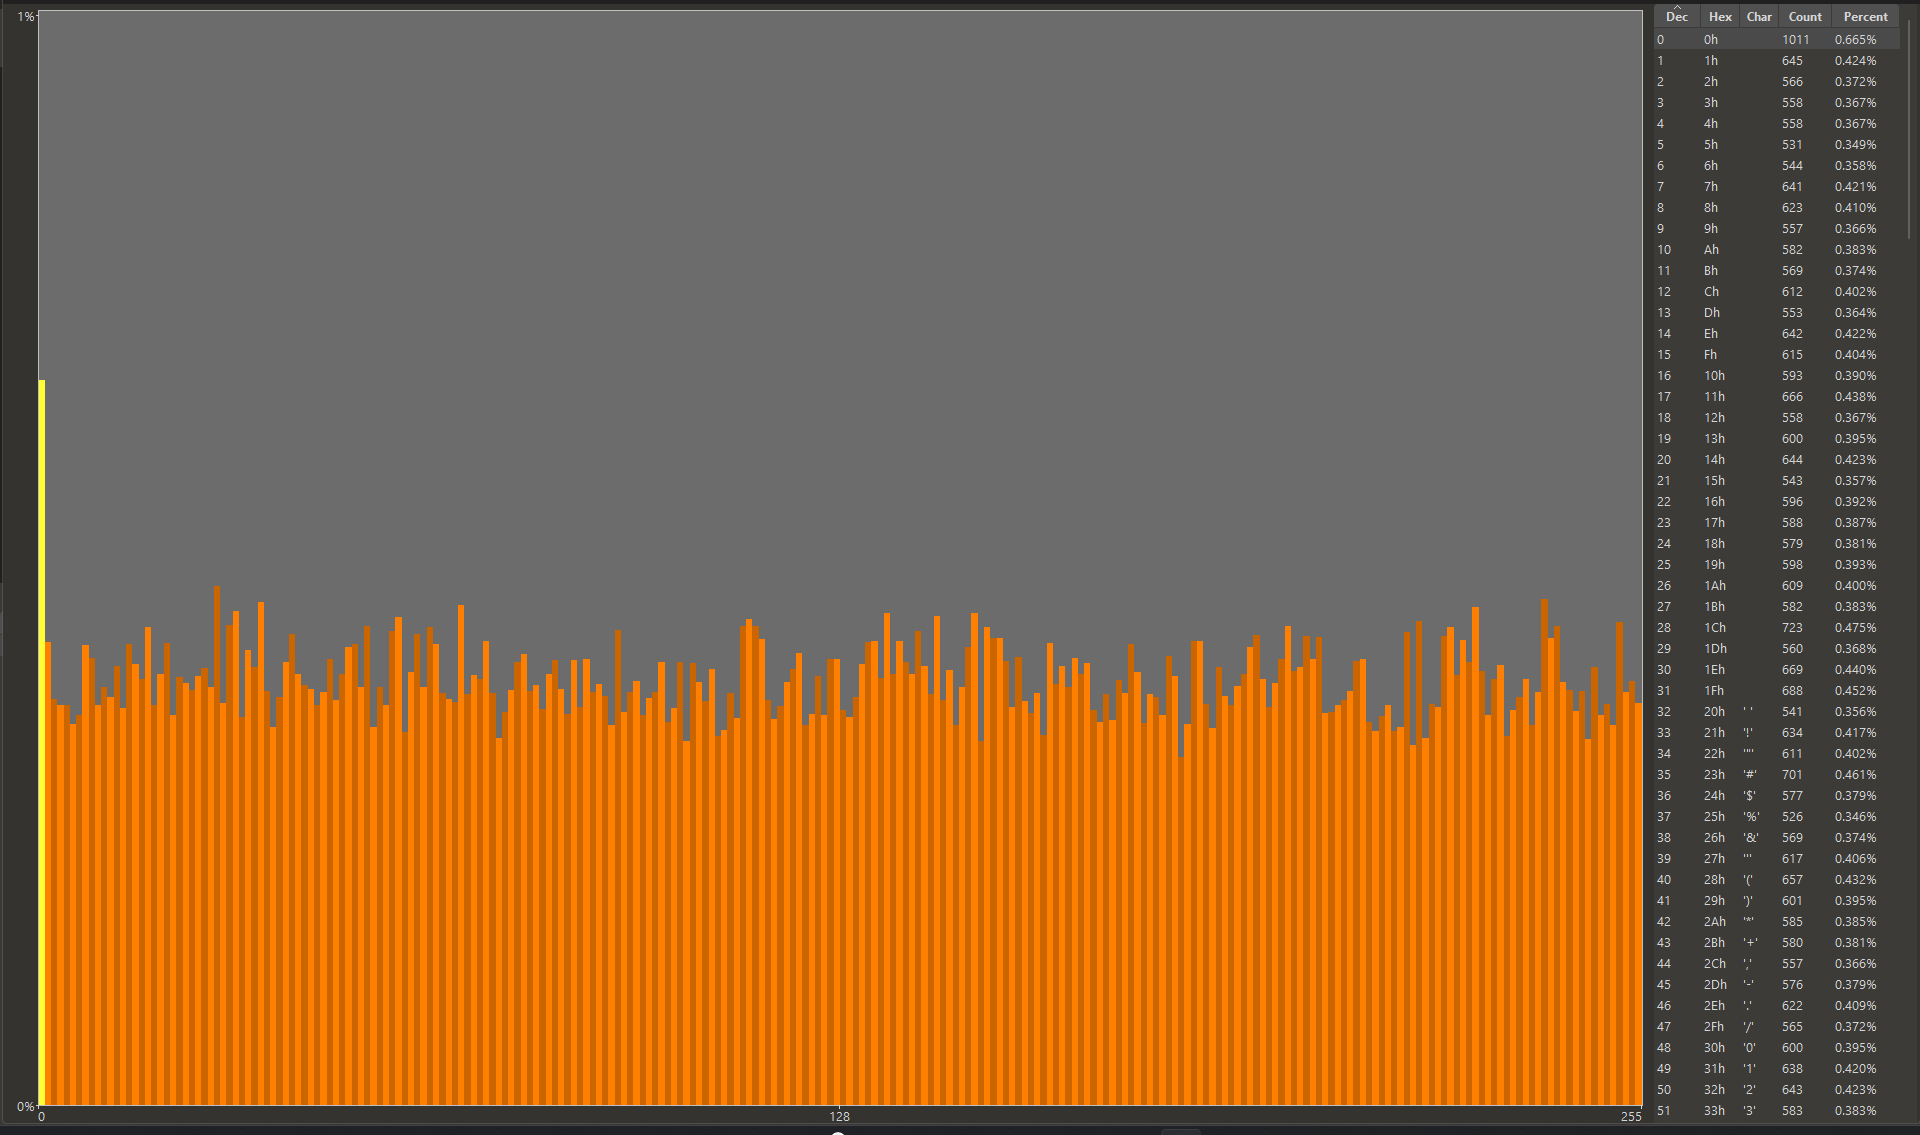 1%
0%
0 128 255
Dec Hex Char Count Percent
0 0h 1011 0.665%
1 1h 645 0.424%
2 2h 566 0.372%
3 3h 558 0.367%
4 4h 558 0.367%
5 5h 531 0.349%
6 6h 544 0.358%
7 7h 641 0.421%
8 8h 623 0.410%
9 9h 557 0.366%
10 Ah 582 0.383%
11 Bh 569 0.374%
12 Ch 612 0.402%
13 Dh 553 0.364%
14 Eh 642 0.422%
15 Fh 615 0.404%
16 10h 593 0.390%
17 11h 666 0.438%
18 12h 558 0.367%
19 13h 600 0.395%
20 14h 644 0.423%
21 15h 543 0.357%
22 16h 596 0.392%
23 17h 588 0.387%
24 18h 579 0.381%
25 19h 598 0.393%
26 1Ah 609 0.400%
27 1Bh 582 0.383%
28 1Ch 723 0.475%
29 1Dh 560 0.368%
30 1Eh 669 0.440%
31 1Fh 688 0.452%
32 20h ' ' 541 0.356%
33 21h '!' 634 0.417%
34 22h '"' 611 0.402%
35 23h '#' 701 0.461%
36 24h '$' 577 0.379%
37 25h '%' 526 0.346%
38 26h '&' 569 0.374%
39 27h ''' 617 0.406%
40 28h '(' 657 0.432%
41 29h ')' 601 0.395%
42 2Ah '*' 585 0.385%
43 2Bh '+' 580 0.381%
44 2Ch ',' 557 0.366%
45 2Dh '-' 576 0.379%
46 2Eh '.' 622 0.409%
47 2Fh '/' 565 0.372%
48 30h '0' 600 0.395%
49 31h '1' 638 0.420%
50 32h '2' 643 0.423%
51 33h '3' 583 0.383%